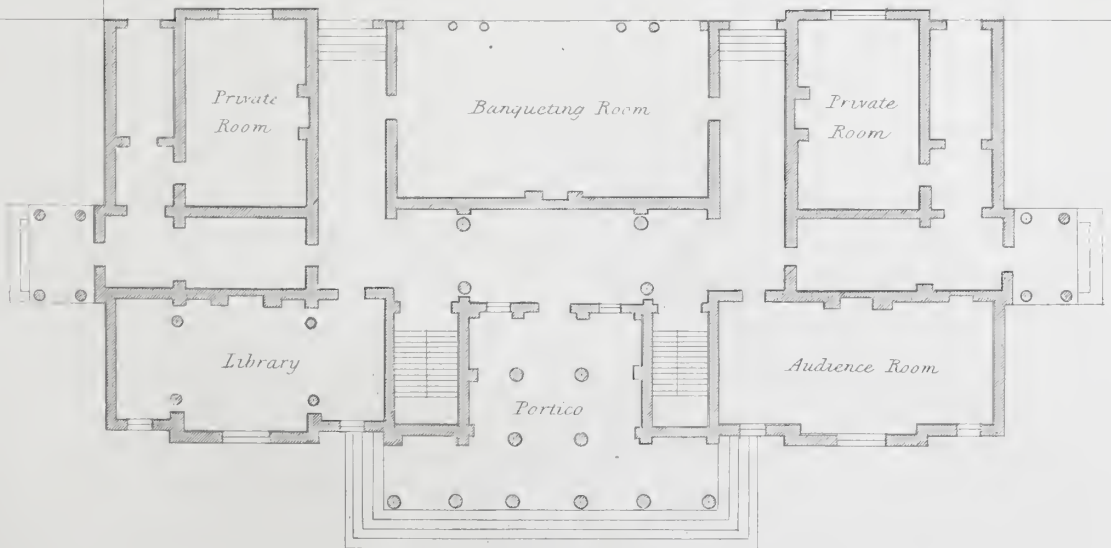 Private
Room
Banqueting Room
Private
Room
Library
Portico
Audience Room